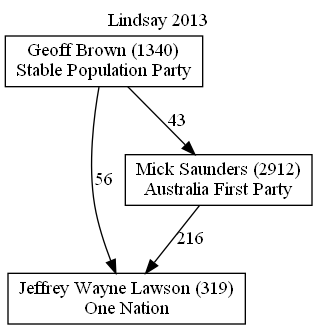 Lindsay 2013
Geoff Brown (1340)
Stable Population Party
43
Mick Saunders (2912)
Australia First Party
56
216
Jeffrey Wayne Lawson (319)
One Nation